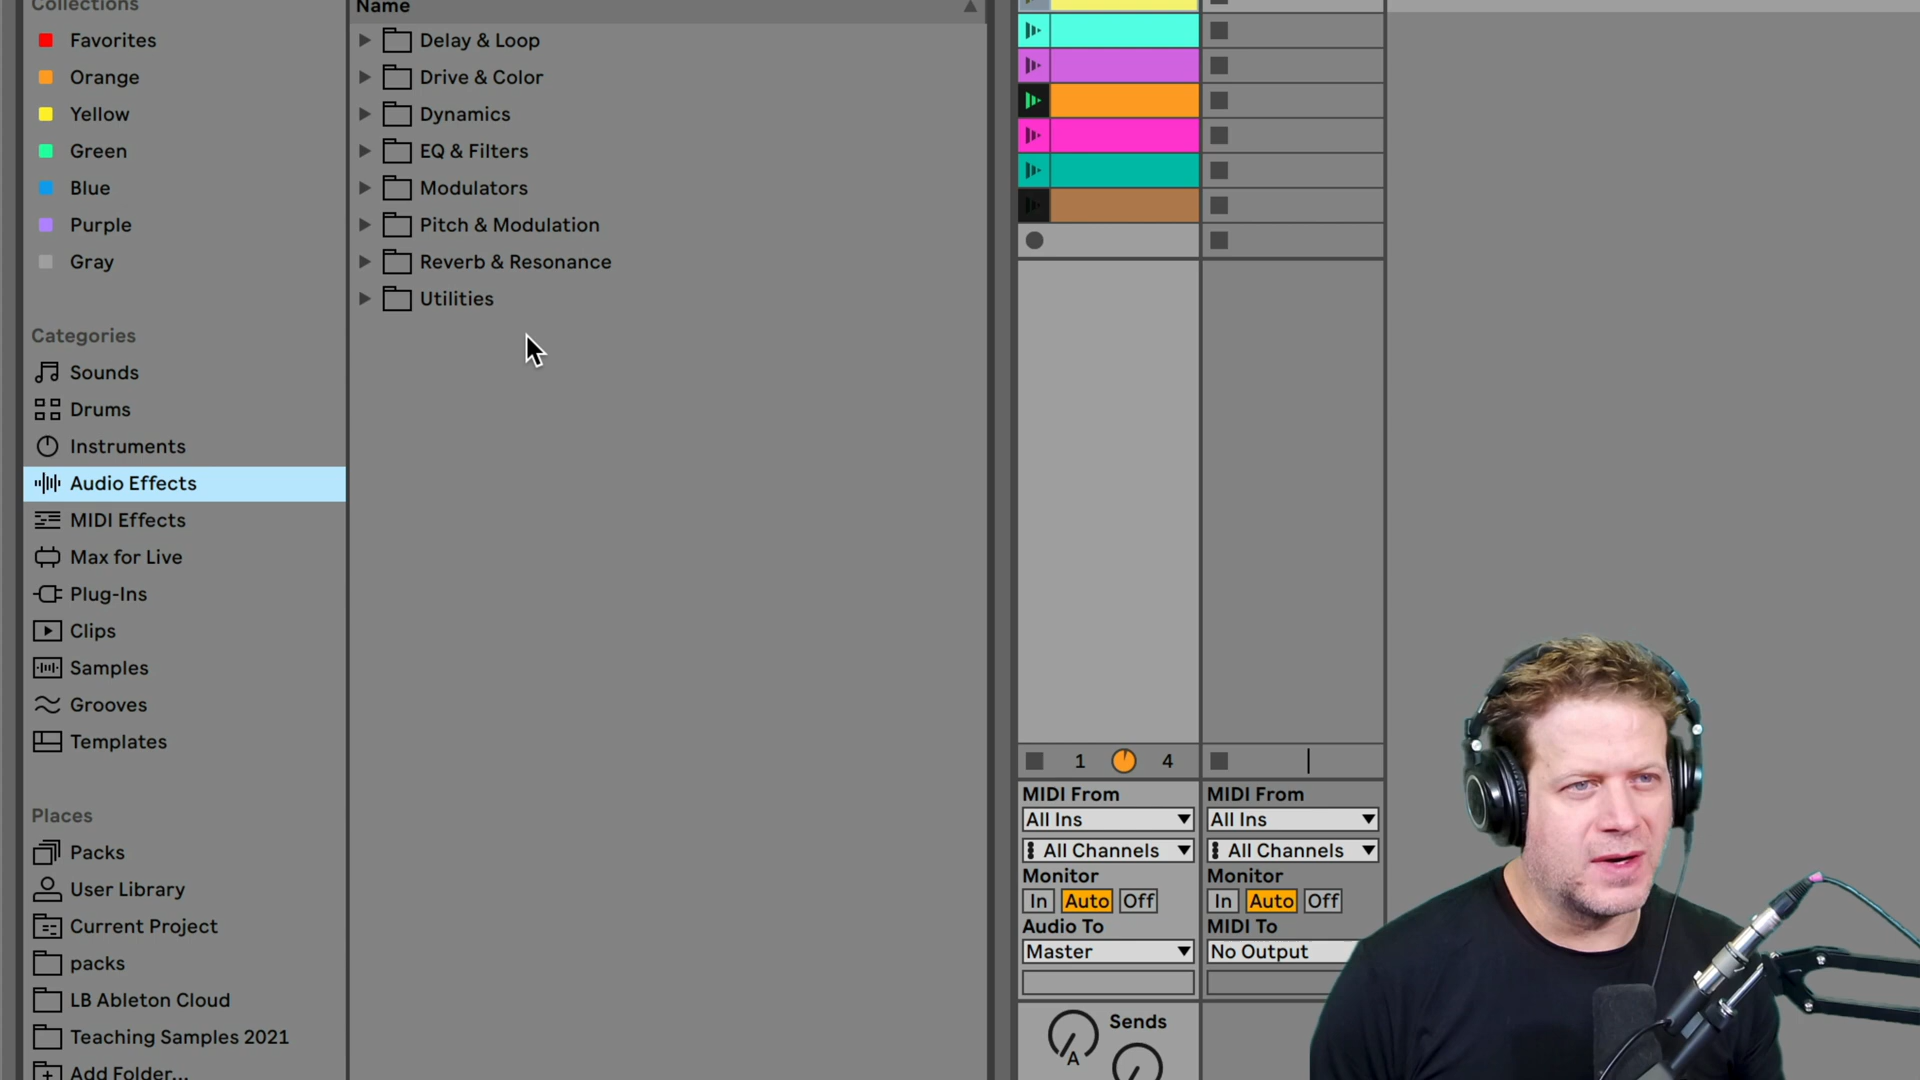 Collections
Favorites
Orange
Yellow
Green
Blue
Purple
Gray
Categories
Sounds
Drums
Instruments
Audio Effects
MIDI Effects
Max for Live
Plug-Ins
Clips
Samples
Grooves
Templates
Places
Packs
User Library
Current Project
packs
LB Ableton Cloud
Teaching Samples 2021
Add Folder...
Name
Delay & Loop
Drive & Color
Dynamics
EQ & Filters
Modulators
Pitch & Modulation
Reverb & Resonance
Utilities
1 4
MIDI From
All Ins
All Channels
Monitor
In Auto Off
Audio To
Master
Sends
A
MIDI From
All Ins
All Channels
Monitor
In Auto Off
MIDI To
No Output